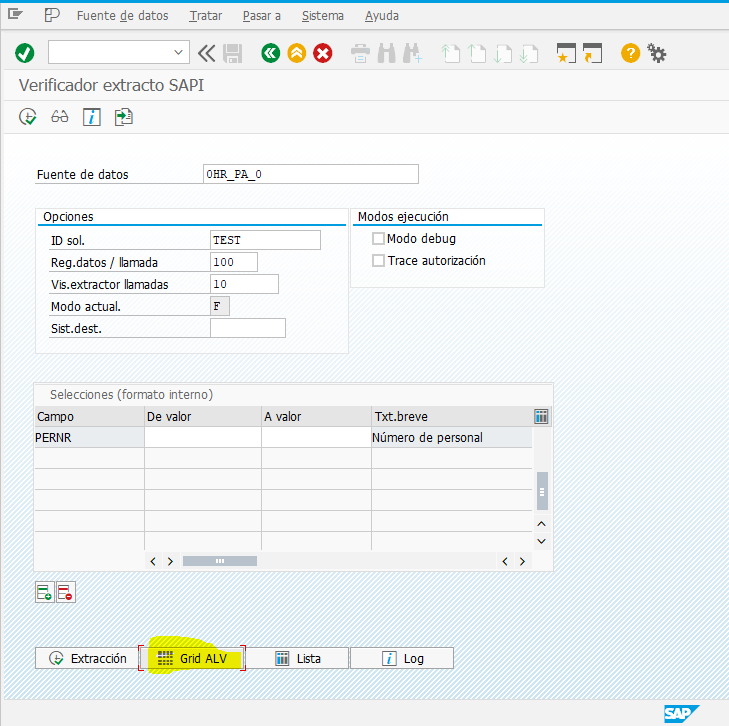 Fuente de datos Tratar Pasar a Sistema Ayuda
Verificador extracto SAPI
Fuente de datos 0HR_PA_0
Opciones
ID sol. TEST
Reg.datos / llamada 100
Vis.extractor llamadas 10
Modo actual. F
Sist.dest.
Modos ejecución
Modo debug
Trace autorización
Selecciones (formato interno)
Campo De valor A valor Txt.breve
PERNR Número de personal
Extracción Grid ALV Lista Log
SAP